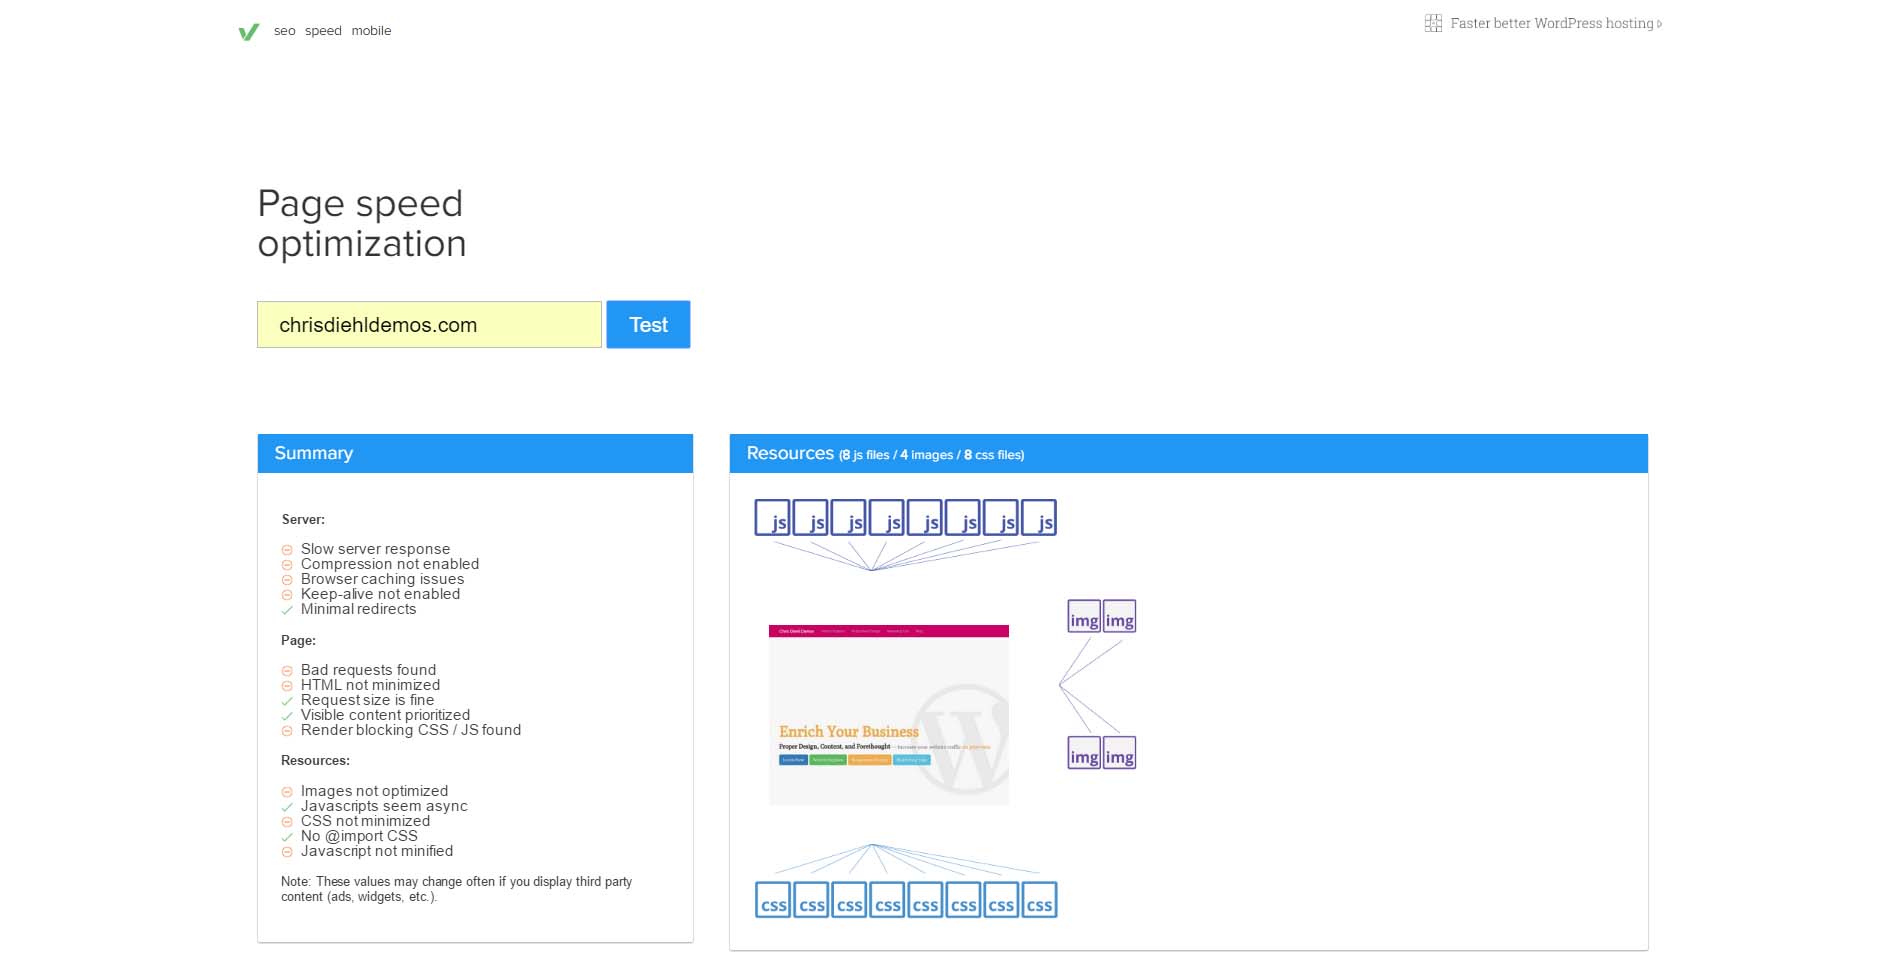 seo speed mobile
Faster better WordPress hosting
Page speed
optimization
chrisdiehldemos.com
Test
Summary
Server:
Slow server response
Compression not enabled
Browser caching issues
Keep-alive not enabled
Minimal redirects
Page:
Bad requests found
HTML not minimized
Request size is fine
Visible content prioritized
Render blocking CSS / JS found
Resources:
Images not optimized
Javascripts seem async
CSS not minimized
No @import CSS
Javascript not minified
Note: These values may change often if you display third party
content (ads, widgets, etc.).
Resources (8 js files / 4 images / 8 css files)
js js js js js js js js
img img
Chris Diehl Demos
Enrich Your Business
Proper Design, Content, and Forethought
img img
css css css css css css css css